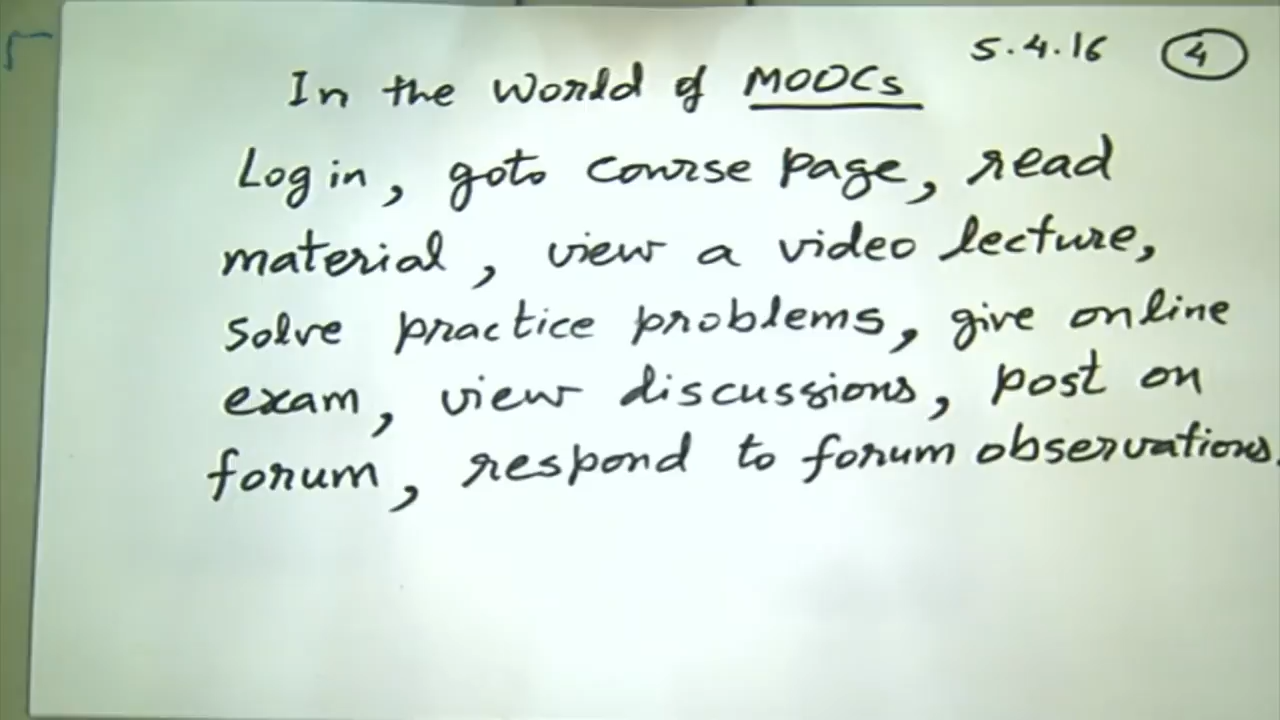 5.4.16 4
In the World of MOOCs
Log in, goto course page, read
material, view a video lecture,
solve practice problems, give online
exam, view discussions, post on
forum, respond to forum observations.